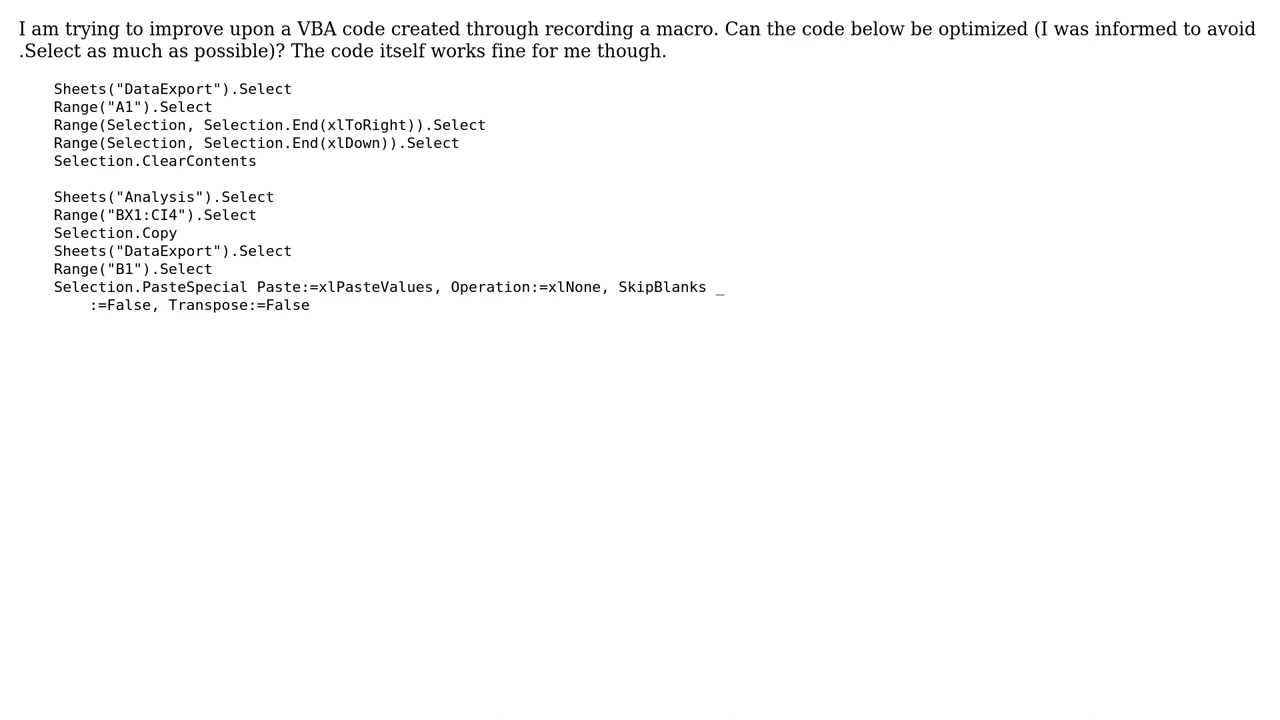 I am trying to improve upon a VBA code created through recording a macro. Can the code below be optimized (I was informed to avoid
.Select as much as possible)? The code itself works fine for me though.
Sheets("DataExport").Select
Range("A1").Select
Range(Selection, Selection.End(xlToRight)).Select
Range(Selection, Selection.End(xlDown)).Select
Selection.ClearContents
Sheets("Analysis").Select
Range("BX1:CI4").Select
Selection.Copy
Sheets("DataExport").Select
Range("B1").Select
Selection.PasteSpecial Paste:=xlPasteValues, Operation:=xlNone, SkipBlanks _
:=False, Transpose:=False